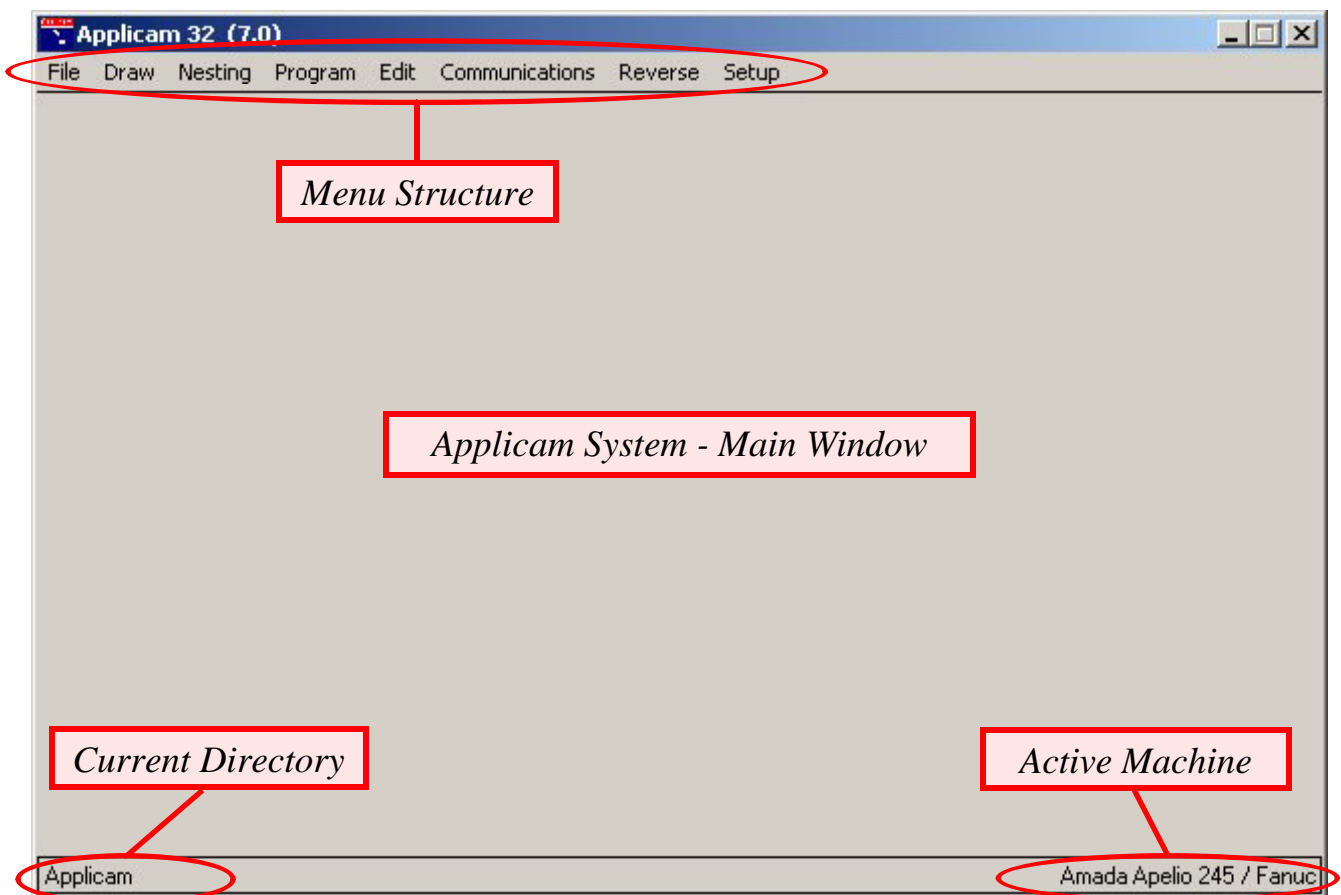 Applicam 32 (7.0)
File Draw Nesting Program Edit Communications Reverse Setup
Menu Structure
Applicam System - Main Window
Current Directory
Active Machine
Applicam
Amada Apelio 245 / Fanuc